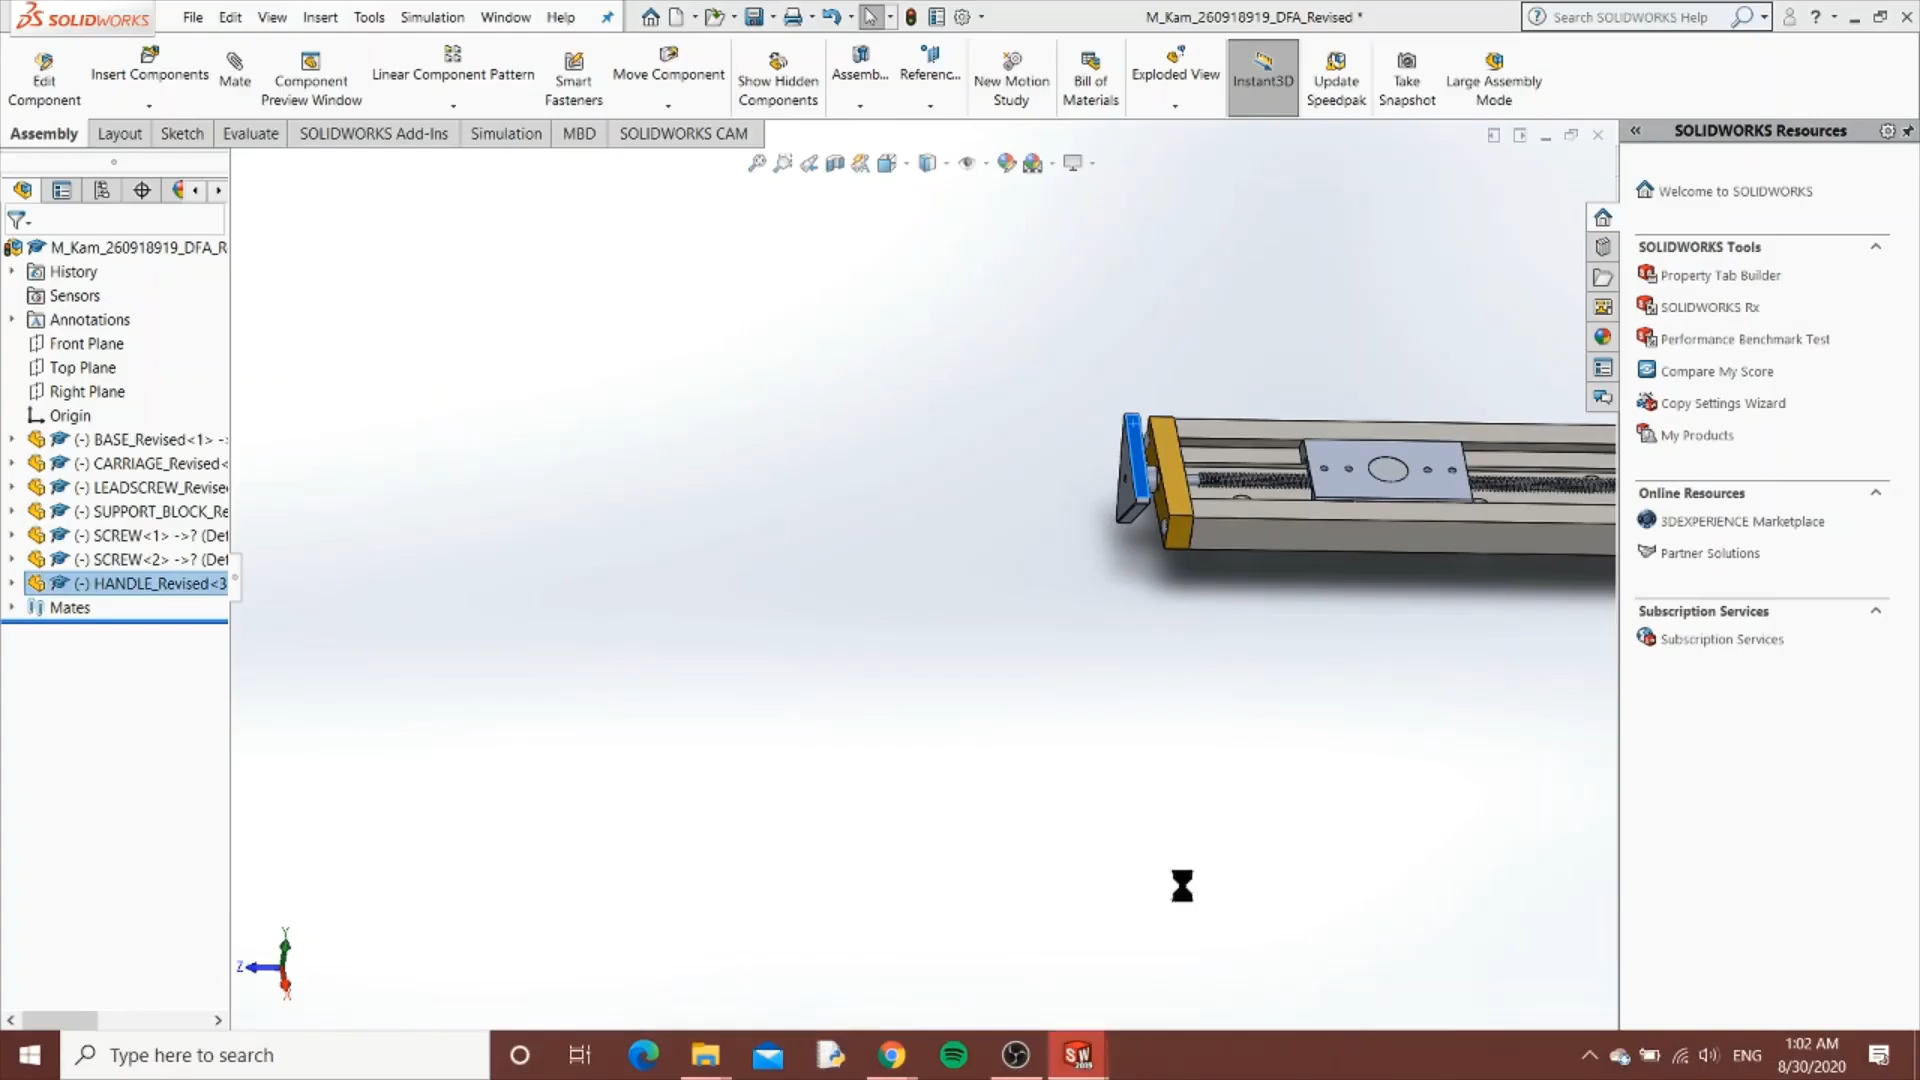 SOLIDWORKS
File Edit View Insert Tools Simulation Window Help
M_Kam_260918919_DFA_Revised *
Search SOLIDWORKS Help
Edit Component
Insert Components
Mate
Component Preview Window
Linear Component Pattern
Smart Fasteners
Move Component
Show Hidden Components
Assemb...
Referenc...
New Motion Study
Bill of Materials
Exploded View
Instant3D
Update Speedpak
Take Snapshot
Large Assembly Mode
Assembly Layout Sketch Evaluate SOLIDWORKS Add-Ins Simulation MBD SOLIDWORKS CAM
M_Kam_260918919_DFA_R
History
Sensors
Annotations
Front Plane
Top Plane
Right Plane
Origin
(-) BASE_Revised<1> ->
(-) CARRIAGE_Revised<
(-) LEADSCREW_Revise
(-) SUPPORT_BLOCK_Re
(-) SCREW<1> ->? (Def
(-) SCREW<2> ->? (Def
(-) HANDLE_Revised<3
Mates
Y
Z
X
SOLIDWORKS Resources
Welcome to SOLIDWORKS
SOLIDWORKS Tools
Property Tab Builder
SOLIDWORKS Rx
Performance Benchmark Test
Compare My Score
Copy Settings Wizard
My Products
Online Resources
3DEXPERIENCE Marketplace
Partner Solutions
Subscription Services
Subscription Services
Type here to search
SW
2019
ENG
1:02 AM
8/30/2020